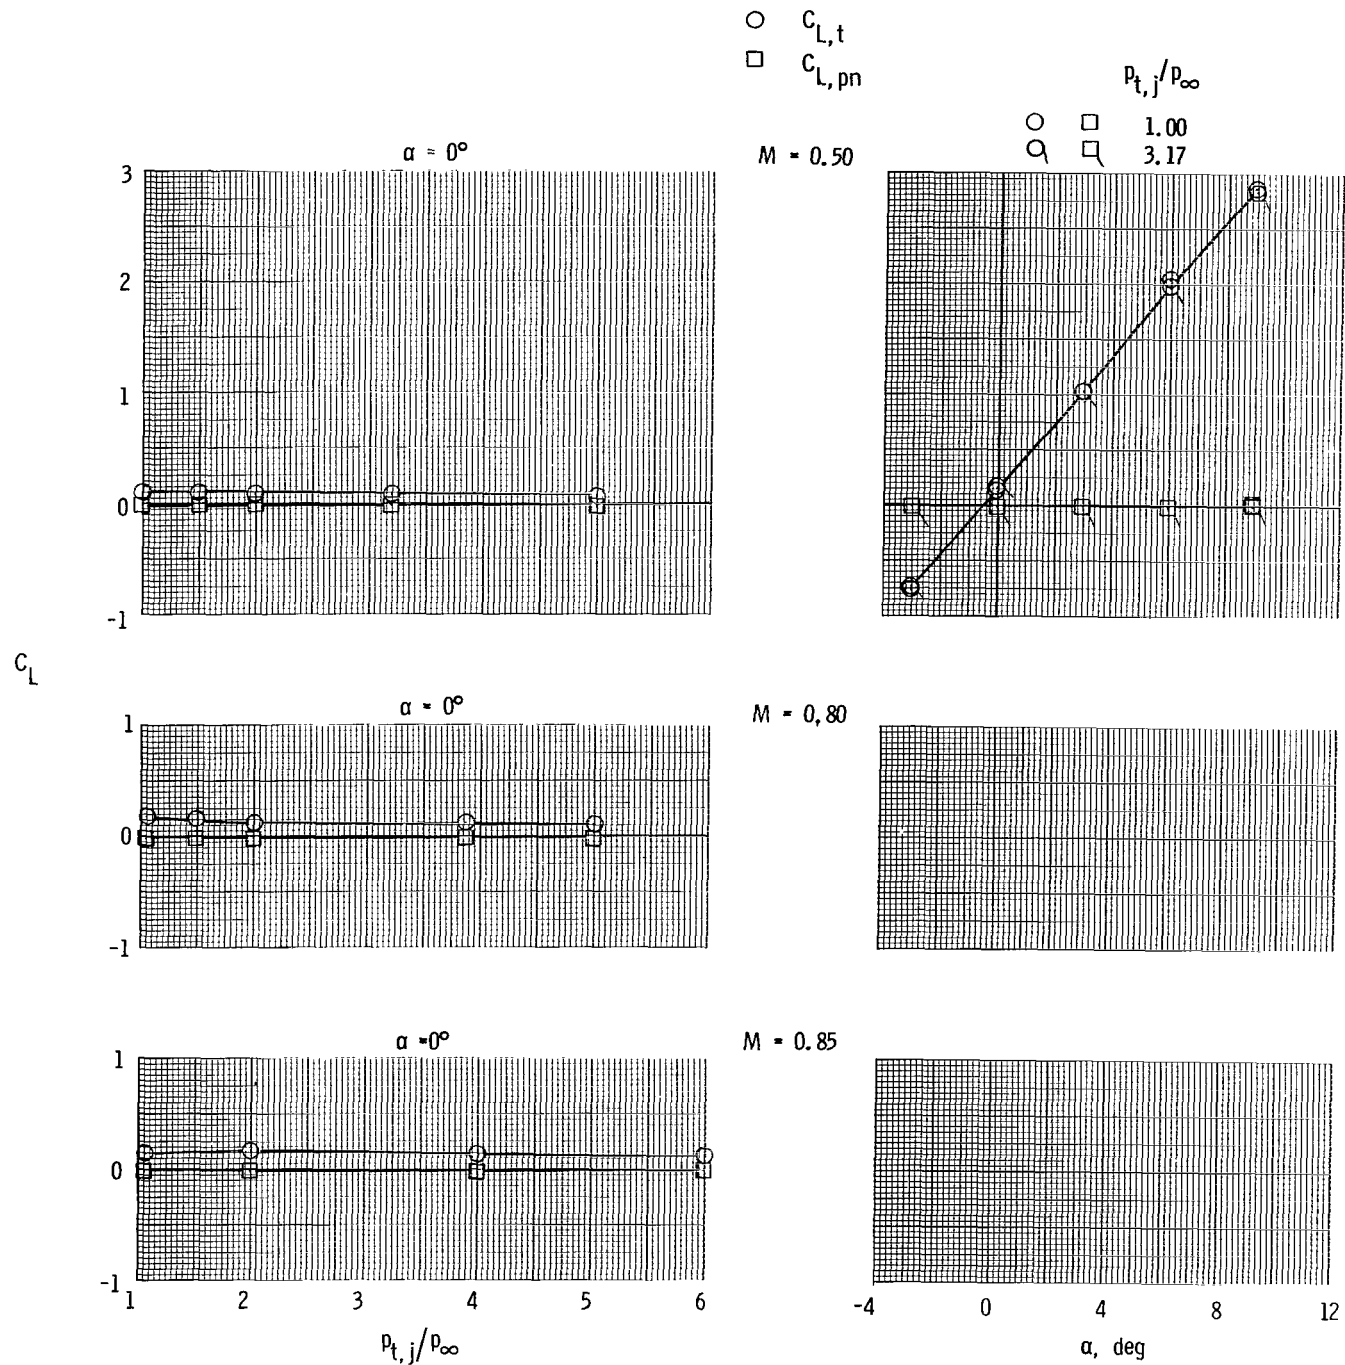 C_L,t
C_L,pn
p_t,j/p_∞
1.00
3.17
α = 0°
M = 0.50
3
2
1
0
-1
C_L
α = 0°
M = 0,80
1
0
-1
α =0°
M = 0.85
1
0
-1
1 2 3 4 5 6
-4 0 4 8 12
p_t,j/p_∞
α, deg